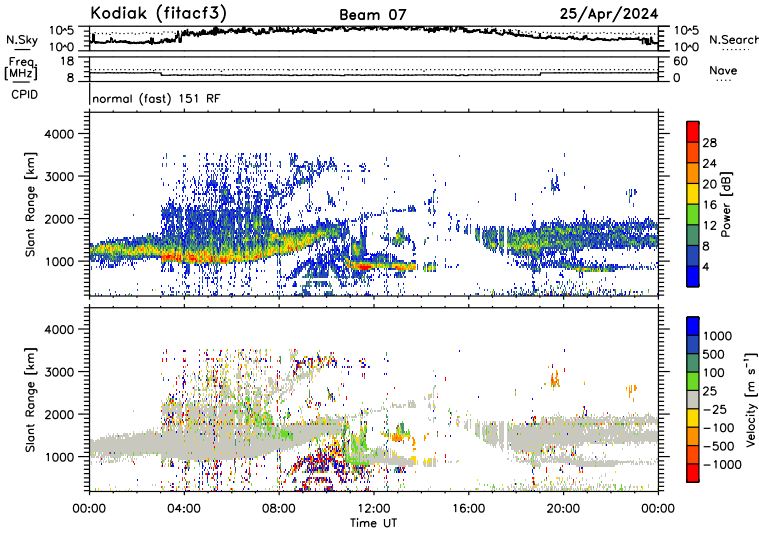 Kodiak (fitacf3)
Beam 07
25/Apr/2024
N.Sky
10^5
10^0
10^5
10^0
N.Search
Freq.
[MHz]
18
8
60
0
Nave
CPID
normal (fast) 151 RF
Slant Range [km]
4000
3000
2000
1000
28
24
20
16
12
8
4
Power [dB]
Slant Range [km]
4000
3000
2000
1000
1000
500
100
25
-25
-100
-500
-1000
Velocity [m s⁻¹]
00:00 04:00 08:00 12:00 16:00 20:00 00:00
Time UT